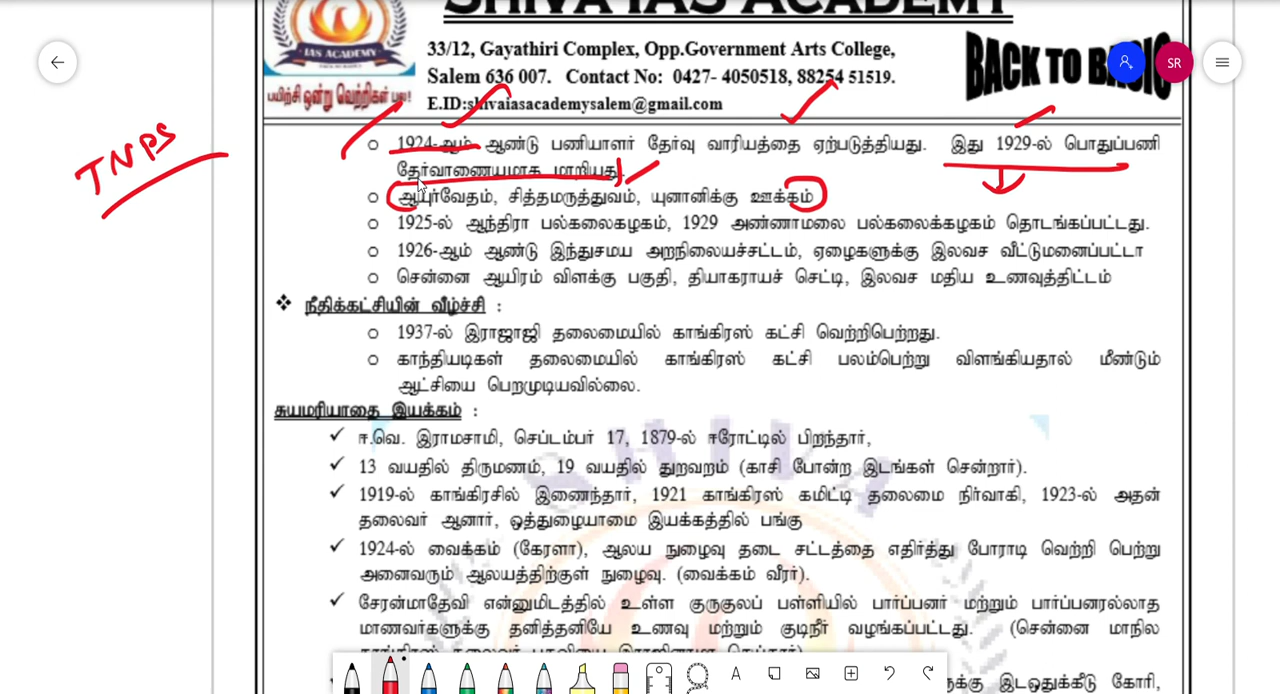 SHIVA IAS ACADEMY
IAS ACADEMY
பயிற்சி ஒன்று வெற்றிகள் பல!
33/12, Gayathiri Complex, Opp.Government Arts College,
Salem 636 007. Contact No: 0427- 4050518, 88254 51519.
E.ID:shivaiasacademysalem@gmail.com
BACK TO BASIC
SR
TNPS
1924-ஆம் ஆண்டு பணியாளர் தேர்வு வாரியத்தை ஏற்படுத்தியது. இது 1929-ல் பொதுப்பணி
தேர்வாணையமாக மாறியது.
ஆயுர்வேதம், சித்தமருத்துவம், யுனானிக்கு ஊக்கம்
1925-ல் ஆந்திரா பல்கலைகழகம், 1929 அண்ணாமலை பல்கலைக்கழகம் தொடங்கப்பட்டது.
1926-ஆம் ஆண்டு இந்துசமய அறநிலையச்சட்டம், ஏழைகளுக்கு இலவச வீட்டுமனைப்பட்டா
சென்னை ஆயிரம் விளக்கு பகுதி, தியாகராயச் செட்டி, இலவச மதிய உணவுத்திட்டம்
❖ நீதிக்கட்சியின் வீழ்ச்சி :
1937-ல் இராஜாஜி தலைமையில் காங்கிரஸ் கட்சி வெற்றிபெற்றது.
காந்தியடிகள் தலைமையில் காங்கிரஸ் கட்சி பலம்பெற்று விளங்கியதால் மீண்டும்
ஆட்சியை பெறமுடியவில்லை.
சுயமரியாதை இயக்கம் :
✓ ஈ.வெ. இராமசாமி, செப்டம்பர் 17, 1879-ல் ஈரோட்டில் பிறந்தார்,
✓ 13 வயதில் திருமணம், 19 வயதில் துறவறம் (காசி போன்ற இடங்கள் சென்றார்).
✓ 1919-ல் காங்கிரசில் இணைந்தார், 1921 காங்கிரஸ் கமிட்டி தலைமை நிர்வாகி, 1923-ல் அதன்
தலைவர் ஆனார், ஒத்துழையாமை இயக்கத்தில் பங்கு
✓ 1924-ல் வைக்கம் (கேரளா), ஆலய நுழைவு தடை சட்டத்தை எதிர்த்து போராடி வெற்றி பெற்று
அனைவரும் ஆலயத்திற்குள் நுழைவு. (வைக்கம் வீரர்).
✓ சேரன்மாதேவி என்னுமிடத்தில் உள்ள குருகுலப் பள்ளியில் பார்ப்பனர் மற்றும் பார்ப்பனரல்லாத
மாணவர்களுக்கு தனித்தனியே உணவு மற்றும் குடிநீர் வழங்கப்பட்டது. (சென்னை மாநில
இடஒதுக்கீடு கோரி,